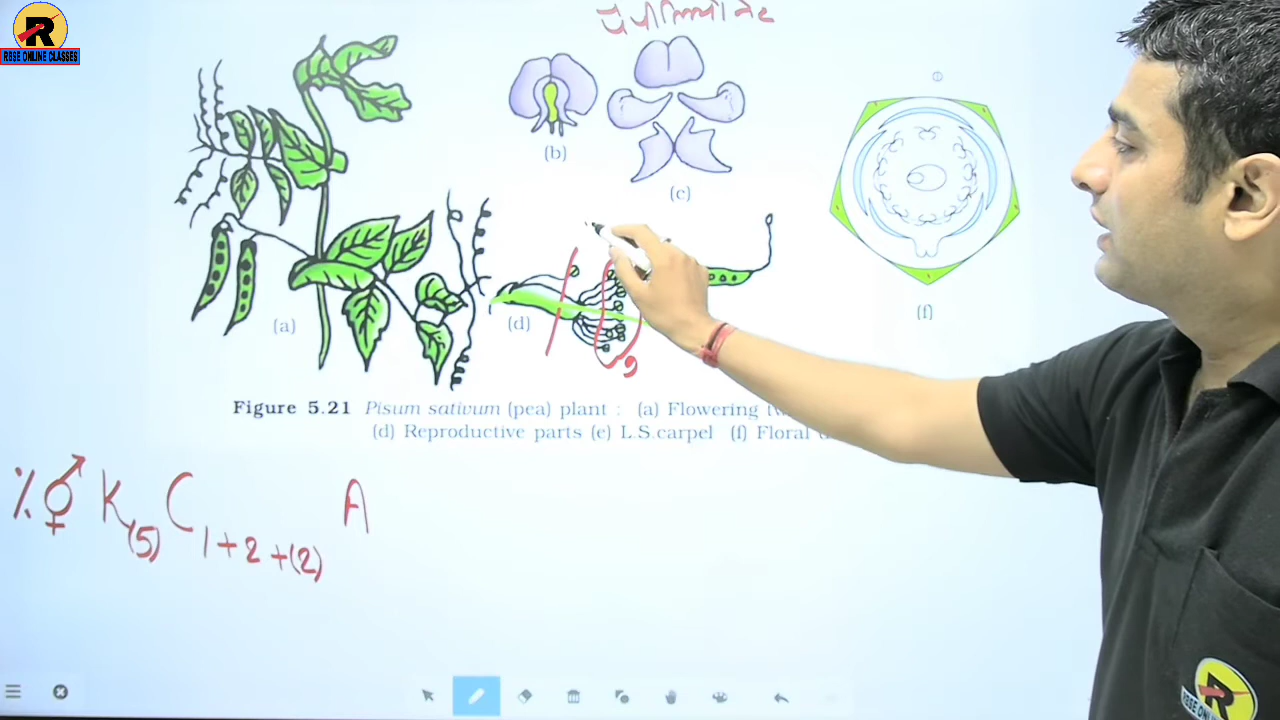 R
RBSE ONLINE CLASSES
(b)
(c)
(a)
(d)
(f)
9
Figure 5.21 Pisum sativum (pea) plant : (a) Flowering
(d) Reproductive parts (e) L.S.carpel (f) Floral
% ⚥ K(5) C1+2+(2) A
R